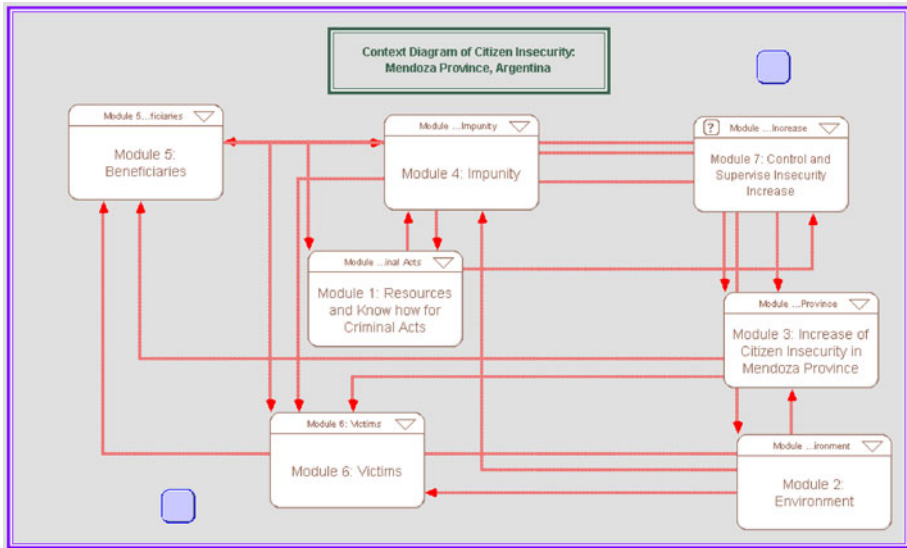 Context Diagram of Citizen Insecurity:
Mendoza Province, Argentina
Module 5...ficiaries
Module 5:
Beneficiaries
Module ...Impunity
Module 4: Impunity
?
Module ...Increase
Module 7: Control and
Supervise Insecurity
Increase
Module ...inal Acts
Module 1: Resources
and Know how for
Criminal Acts
Module ...Province
Module 3: Increase of
Citizen Insecurity in
Mendoza Province
Module 6: Victims
Module 6: Victims
Module ...ironment
Module 2:
Environment